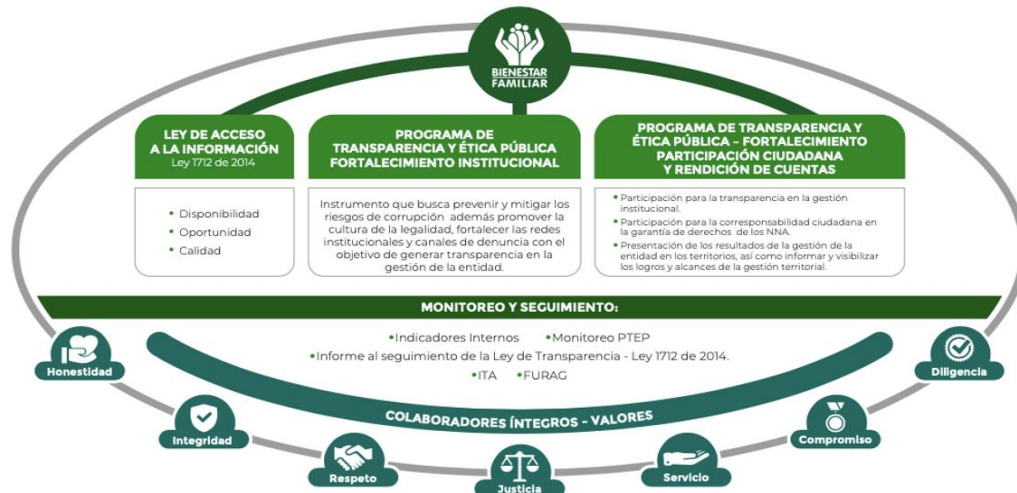 BIENESTAR
FAMILIAR
LEY DE ACCESO
A LA INFORMACIÓN
Ley 1712 de 2014
• Disponibilidad
• Oportunidad
• Calidad
PROGRAMA DE
TRANSPARENCIA Y ÉTICA PÚBLICA
FORTALECIMIENTO INSTITUCIONAL
Instrumento que busca prevenir y mitigar los
riesgos de corrupción además promover la
cultura de la legalidad, fortalecer las redes
institucionales y canales de denuncia con el
objetivo de generar transparencia en la
gestión de la entidad.
PROGRAMA DE TRANSPARENCIA Y
ÉTICA PÚBLICA – FORTALECIMIENTO
PARTICIPACIÓN CIUDADANA
Y RENDICIÓN DE CUENTAS
• Participación para la transparencia en la gestión
institucional.
• Participación para la corresponsabilidad ciudadana en
la garantía de derechos de los NNA.
• Presentación de los resultados de la gestión de la
entidad en los territorios, así como informar y visibilizar
los logros y alcances de la gestión territorial.
MONITOREO Y SEGUIMIENTO:
•Indicadores Internos •Monitoreo PTEP
•Informe al seguimiento de la Ley de Transparencia - Ley 1712 de 2014.
•ITA •FURAG
COLABORADORES ÍNTEGROS - VALORES
Honestidad
Integridad
Respeto
Justicia
Servicio
Compromiso
Diligencia